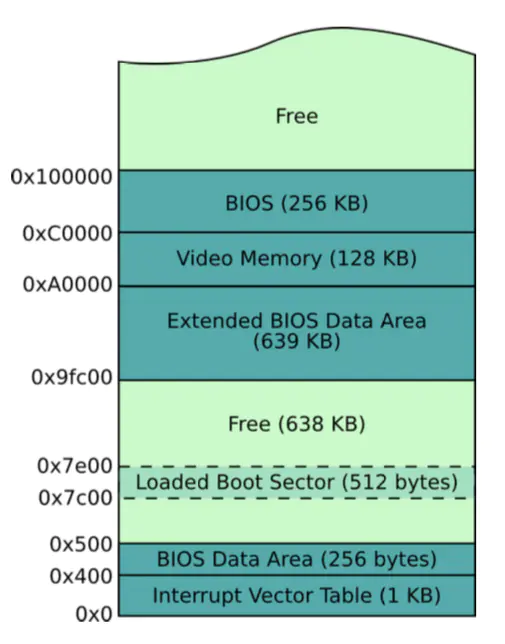 Free
0x100000
BIOS (256 KB)
0xC0000
Video Memory (128 KB)
0xA0000
Extended BIOS Data Area
(639 KB)
0x9fc00
Free (638 KB)
0x7e00
Loaded Boot Sector (512 bytes)
0x7c00
0x500
BIOS Data Area (256 bytes)
0x400
Interrupt Vector Table (1 KB)
0x0